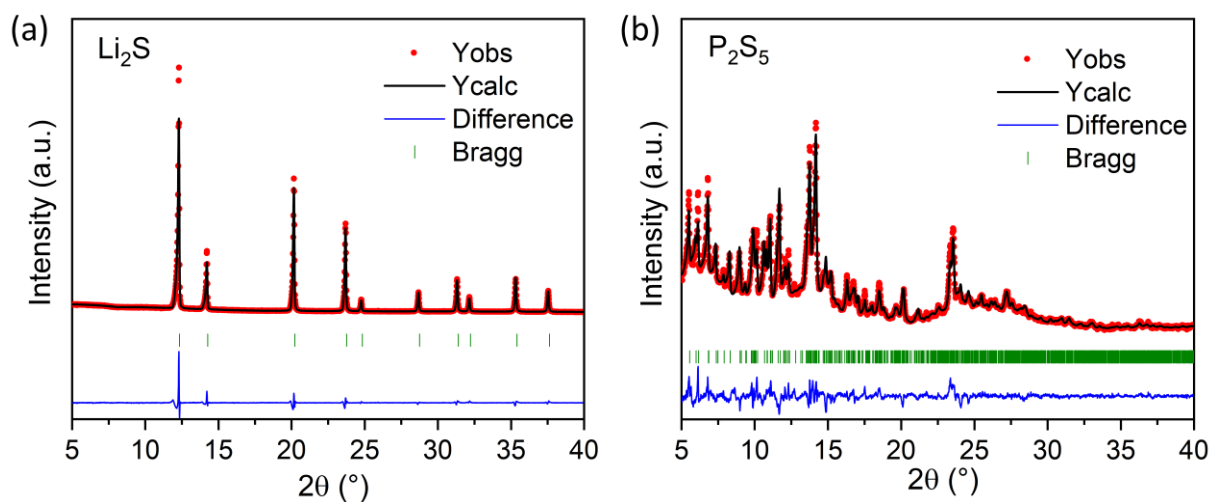 (a)
Li₂S
Yobs
Ycalc
Difference
Bragg
Intensity (a.u.)
5 10 15 20 25 30 35 40
2θ (°)
(b)
P₂S₅
Yobs
Ycalc
Difference
Bragg
Intensity (a.u.)
5 10 15 20 25 30 35 40
2θ (°)